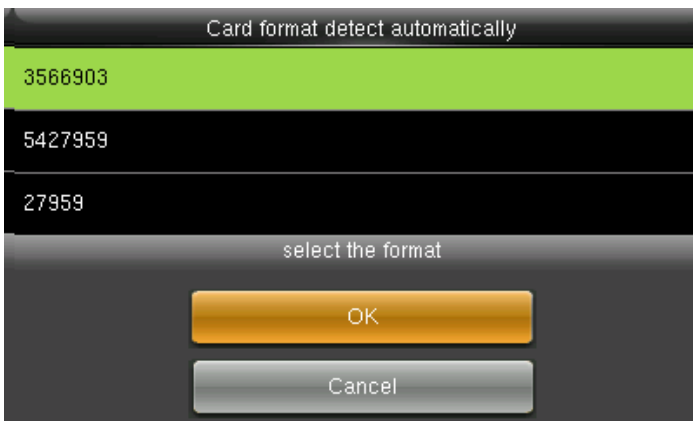 Card format detect automatically
3566903
5427959
27959
select the format
OK
Cancel